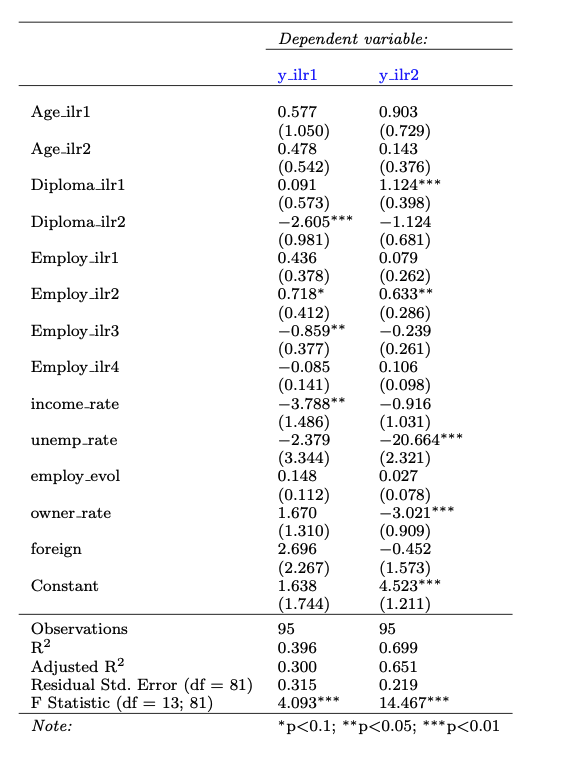 Dependent variable:
y_ilr1 y_ilr2
Age_ilr1 0.577 0.903
(1.050) (0.729)
Age_ilr2 0.478 0.143
(0.542) (0.376)
Diploma_ilr1 0.091 1.124***
(0.573) (0.398)
Diploma_ilr2 −2.605*** −1.124
(0.981) (0.681)
Employ_ilr1 0.436 0.079
(0.378) (0.262)
Employ_ilr2 0.718* 0.633**
(0.412) (0.286)
Employ_ilr3 −0.859** −0.239
(0.377) (0.261)
Employ_ilr4 −0.085 0.106
(0.141) (0.098)
income_rate −3.788** −0.916
(1.486) (1.031)
unemp_rate −2.379 −20.664***
(3.344) (2.321)
employ_evol 0.148 0.027
(0.112) (0.078)
owner_rate 1.670 −3.021***
(1.310) (0.909)
foreign 2.696 −0.452
(2.267) (1.573)
Constant 1.638 4.523***
(1.744) (1.211)
Observations 95 95
R² 0.396 0.699
Adjusted R² 0.300 0.651
Residual Std. Error (df = 81) 0.315 0.219
F Statistic (df = 13; 81) 4.093*** 14.467***
Note: *p<0.1; **p<0.05; ***p<0.01